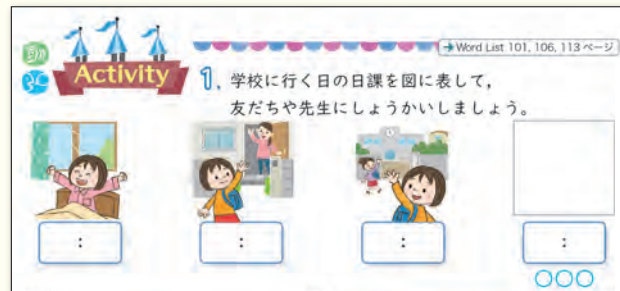 →Word List 101, 106, 113 ページ
Activity
1. 学校に行く日の日課を図に表して，
友だちや先生にしょうかいしましょう。
: : : :